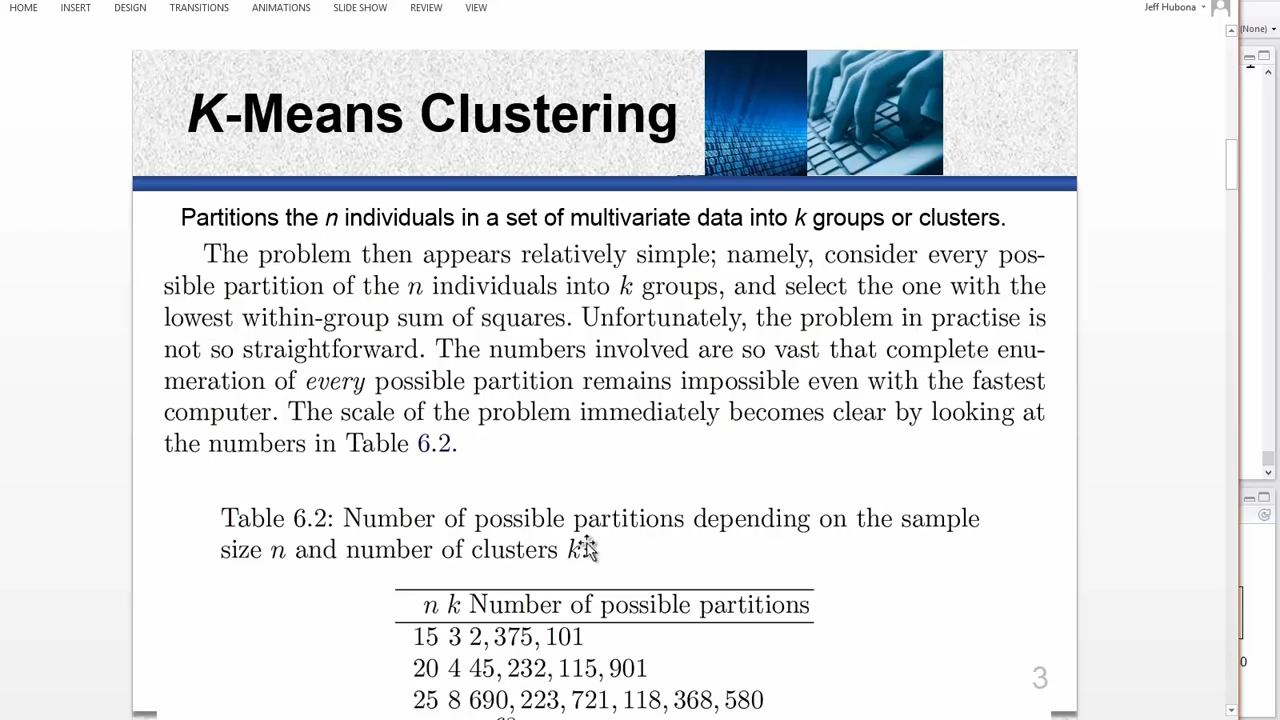 HOME INSERT DESIGN TRANSITIONS ANIMATIONS SLIDE SHOW REVIEW VIEW Jeff Hubona
(None)
K-Means Clustering
Partitions the n individuals in a set of multivariate data into k groups or clusters.
The problem then appears relatively simple; namely, consider every pos-
sible partition of the n individuals into k groups, and select the one with the
lowest within-group sum of squares. Unfortunately, the problem in practise is
not so straightforward. The numbers involved are so vast that complete enu-
meration of every possible partition remains impossible even with the fastest
computer. The scale of the problem immediately becomes clear by looking at
the numbers in Table 6.2.
Table 6.2: Number of possible partitions depending on the sample
size n and number of clusters k
n k Number of possible partitions
15 3 2, 375, 101
20 4 45, 232, 115, 901
25 8 690, 223, 721, 118, 368, 580
3
0